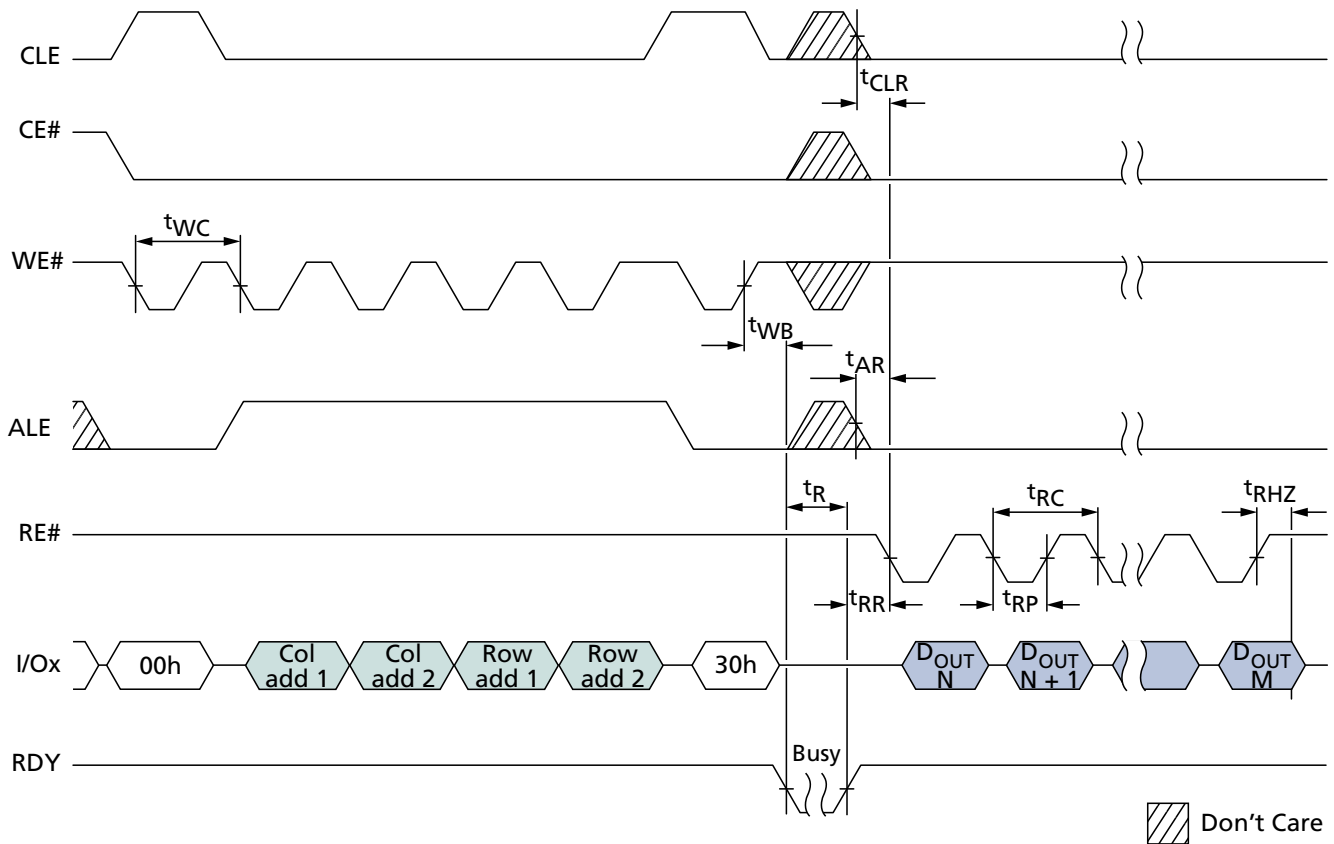 CLE
tCLR
CE#
tWC
WE#
tWB
tAR
ALE
tR
tRC
tRHZ
RE#
tRR
tRP
I/Ox
00h
Col
add 1
Col
add 2
Row
add 1
Row
add 2
30h
DOUT
N
DOUT
N + 1
DOUT
M
RDY
Busy
Don't Care